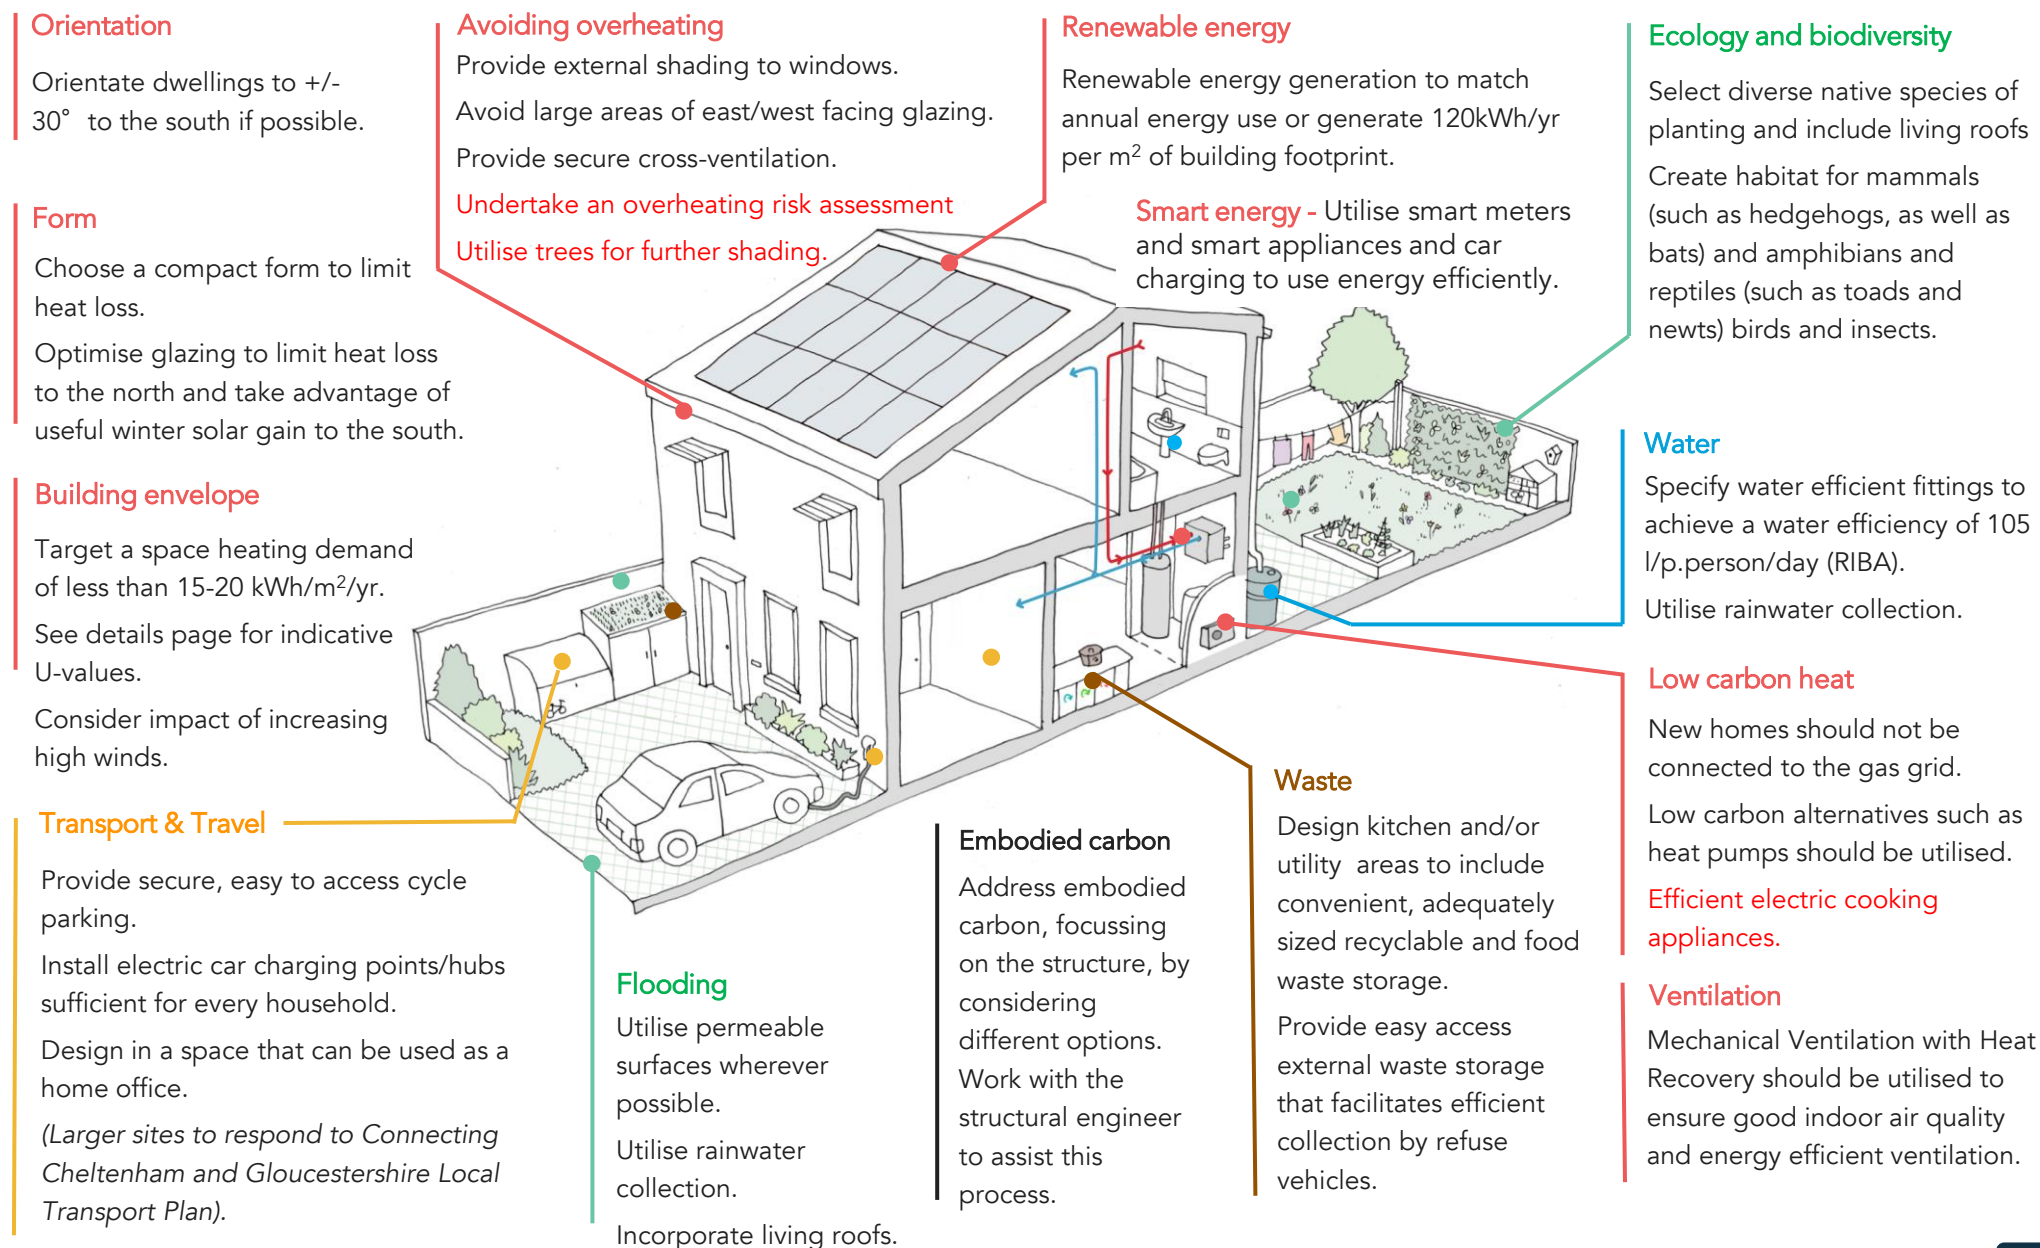 Orientation
Orientate dwellings to +/-
30° to the south if possible.
Form
Choose a compact form to limit
heat loss.
Optimise glazing to limit heat loss
to the north and take advantage of
useful winter solar gain to the south.
Building envelope
Target a space heating demand
of less than 15-20 kWh/m²/yr.
See details page for indicative
U-values.
Consider impact of increasing
high winds.
Transport & Travel
Provide secure, easy to access cycle
parking.
Install electric car charging points/hubs
sufficient for every household.
Design in a space that can be used as a
home office.
(Larger sites to respond to Connecting
Cheltenham and Gloucestershire Local
Transport Plan).
Avoiding overheating
Provide external shading to windows.
Avoid large areas of east/west facing glazing.
Provide secure cross-ventilation.
Undertake an overheating risk assessment
Utilise trees for further shading.
Renewable energy
Renewable energy generation to match
annual energy use or generate 120kWh/yr
per m² of building footprint.
Smart energy - Utilise smart meters
and smart appliances and car
charging to use energy efficiently.
Flooding
Utilise permeable
surfaces wherever
possible.
Utilise rainwater
collection.
Incorporate living roofs.
Embodied carbon
Address embodied
carbon, focussing
on the structure, by
considering
different options.
Work with the
structural engineer
to assist this
process.
Waste
Design kitchen and/or
utility areas to include
convenient, adequately
sized recyclable and food
waste storage.
Provide easy access
external waste storage
that facilitates efficient
collection by refuse
vehicles.
Ecology and biodiversity
Select diverse native species of
planting and include living roofs
Create habitat for mammals
(such as hedgehogs, as well as
bats) and amphibians and
reptiles (such as toads and
newts) birds and insects.
Water
Specify water efficient fittings to
achieve a water efficiency of 105
l/p.person/day (RIBA).
Utilise rainwater collection.
Low carbon heat
New homes should not be
connected to the gas grid.
Low carbon alternatives such as
heat pumps should be utilised.
Efficient electric cooking
appliances.
Ventilation
Mechanical Ventilation with Heat
Recovery should be utilised to
ensure good indoor air quality
and energy efficient ventilation.